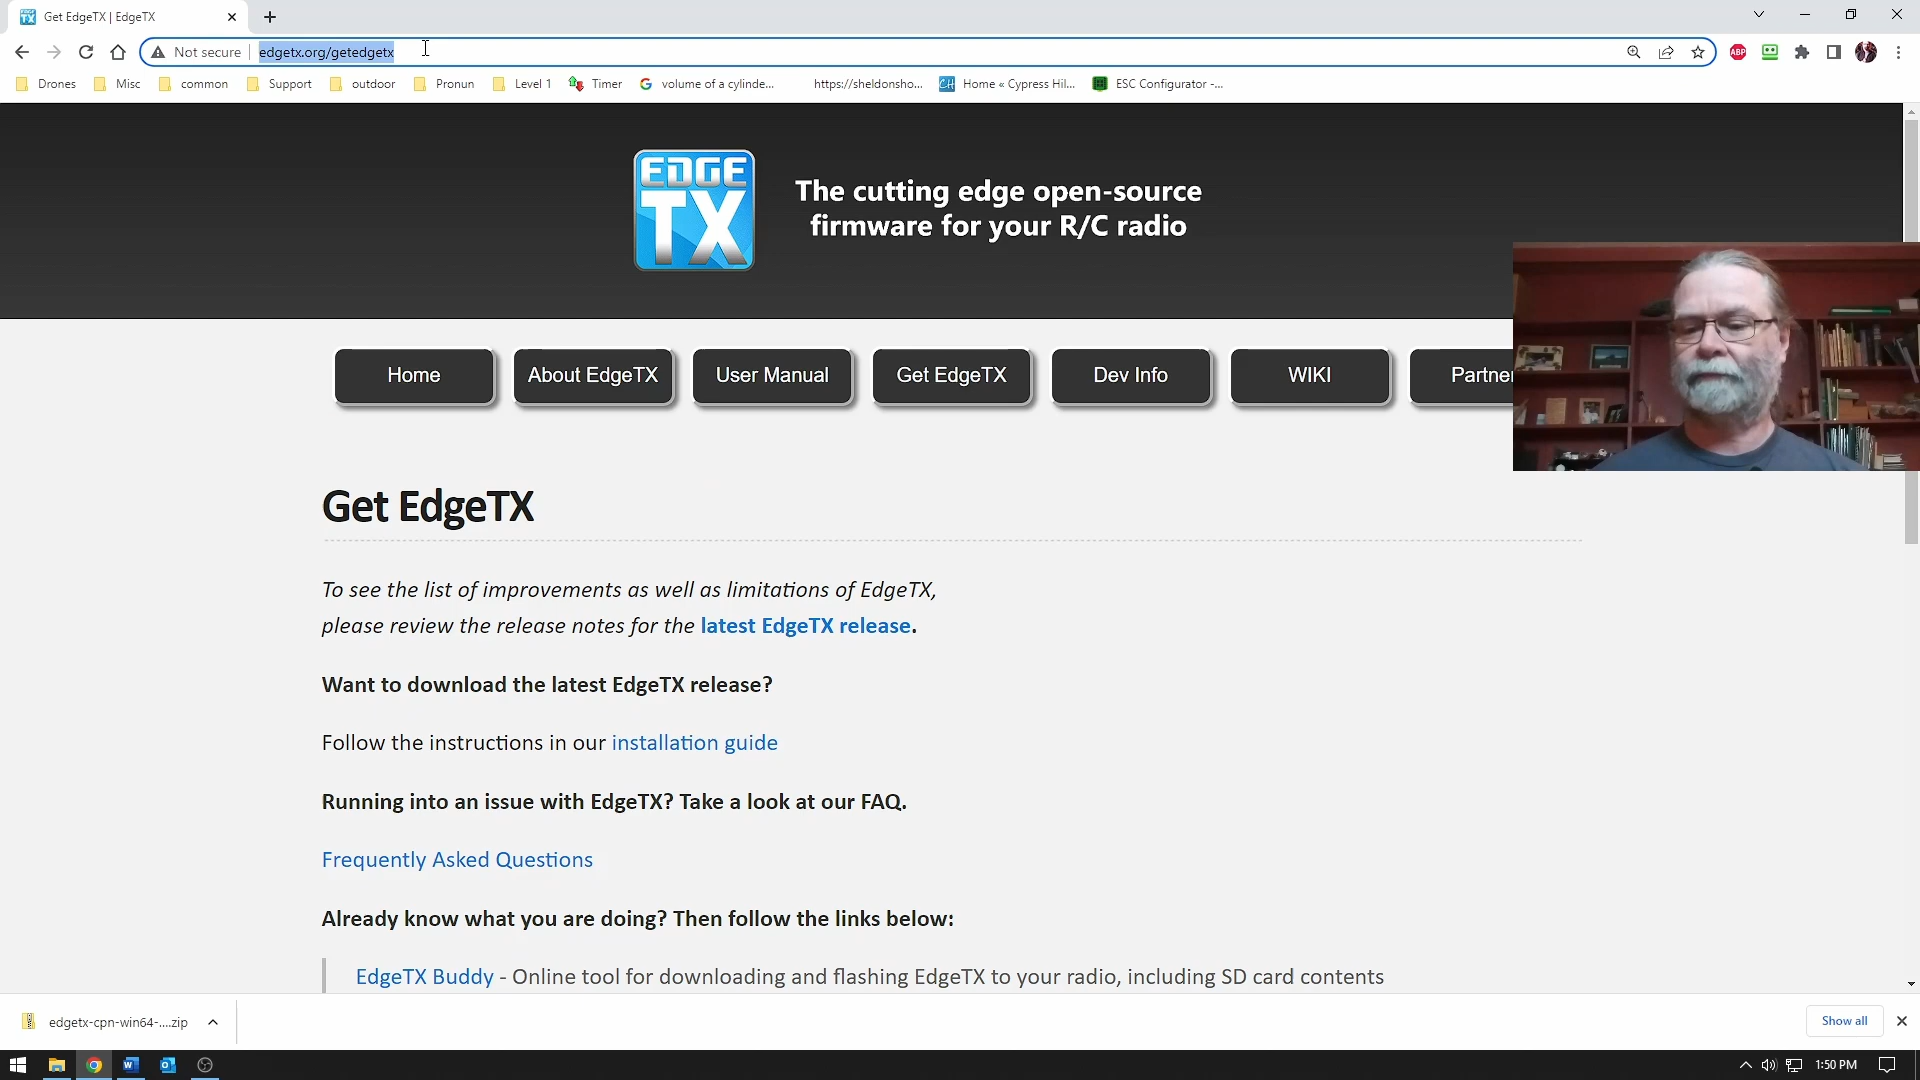 Get EdgeTX | EdgeTX
Not secure
edgetx.org/getedgetx
ABP
Drones
Misc
common
Support
outdoor
Pronun
Level 1
Timer
volume of a cylinde...
https://sheldonsho...
CH
Home « Cypress Hil...
ESC Configurator -...
EDGE
TX
The cutting edge open-source
firmware for your R/C radio
Home
About EdgeTX
User Manual
Get EdgeTX
Dev Info
WIKI
Partne
Get EdgeTX
To see the list of improvements as well as limitations of EdgeTX,
please review the release notes for the latest EdgeTX release.
Want to download the latest EdgeTX release?
Follow the instructions in our installation guide
Running into an issue with EdgeTX? Take a look at our FAQ.
Frequently Asked Questions
Already know what you are doing? Then follow the links below:
EdgeTX Buddy - Online tool for downloading and flashing EdgeTX to your radio, including SD card contents
edgetx-cpn-win64-....zip
Show all
1:50 PM